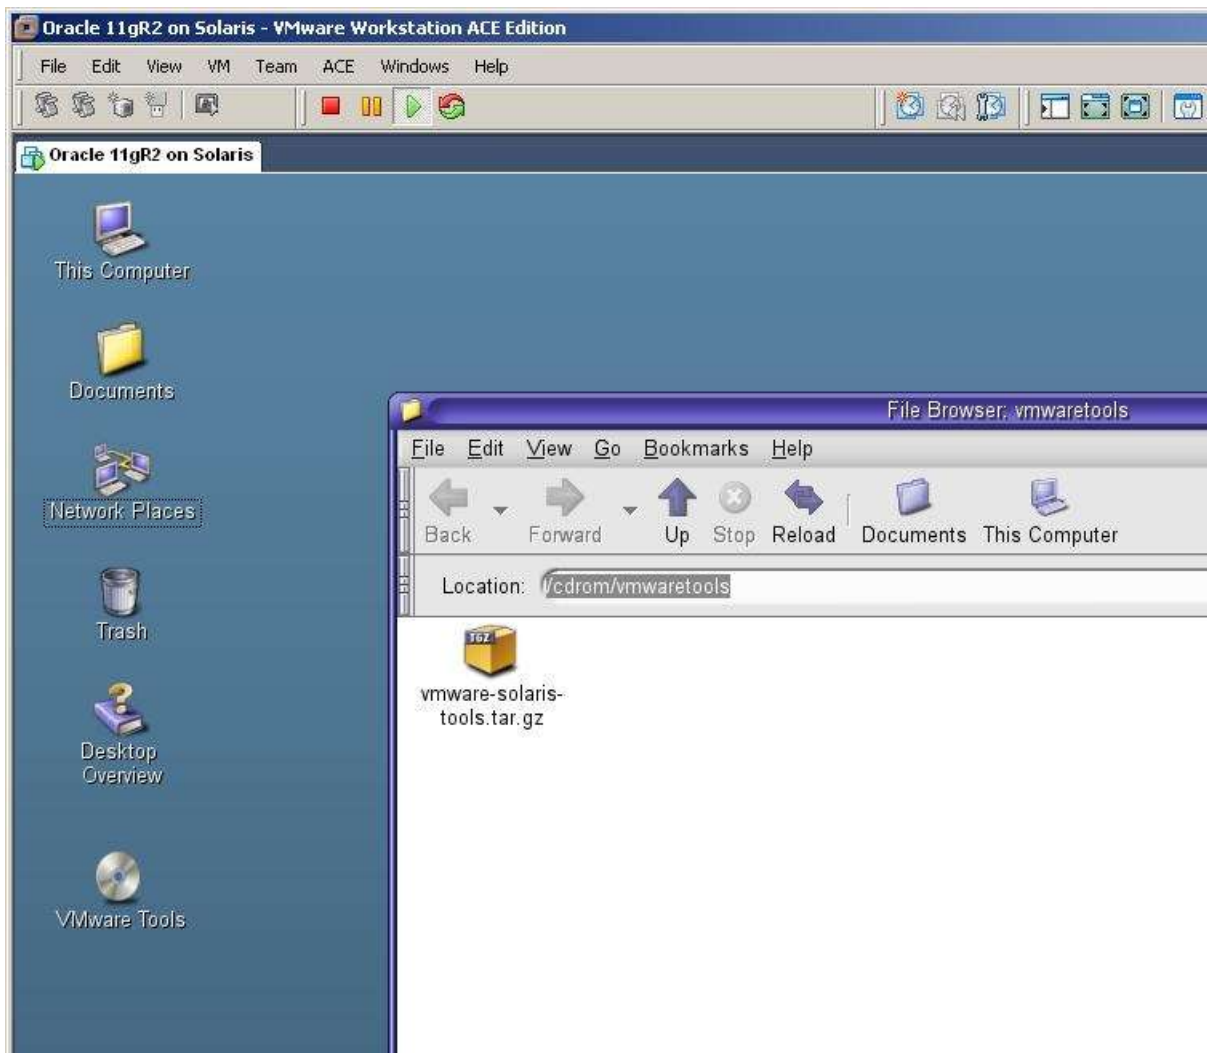 Oracle 11gR2 on Solaris - VMware Workstation ACE Edition
File Edit View VM Team ACE Windows Help
Oracle 11gR2 on Solaris
This Computer
Documents
Network Places
Trash
Desktop
Overview
VMware Tools
File Browser: vmwaretools
File Edit View Go Bookmarks Help
Back Forward Up Stop Reload Documents This Computer
Location: /cdrom/vmwaretools
TGZ
vmware-solaris-
tools.tar.gz